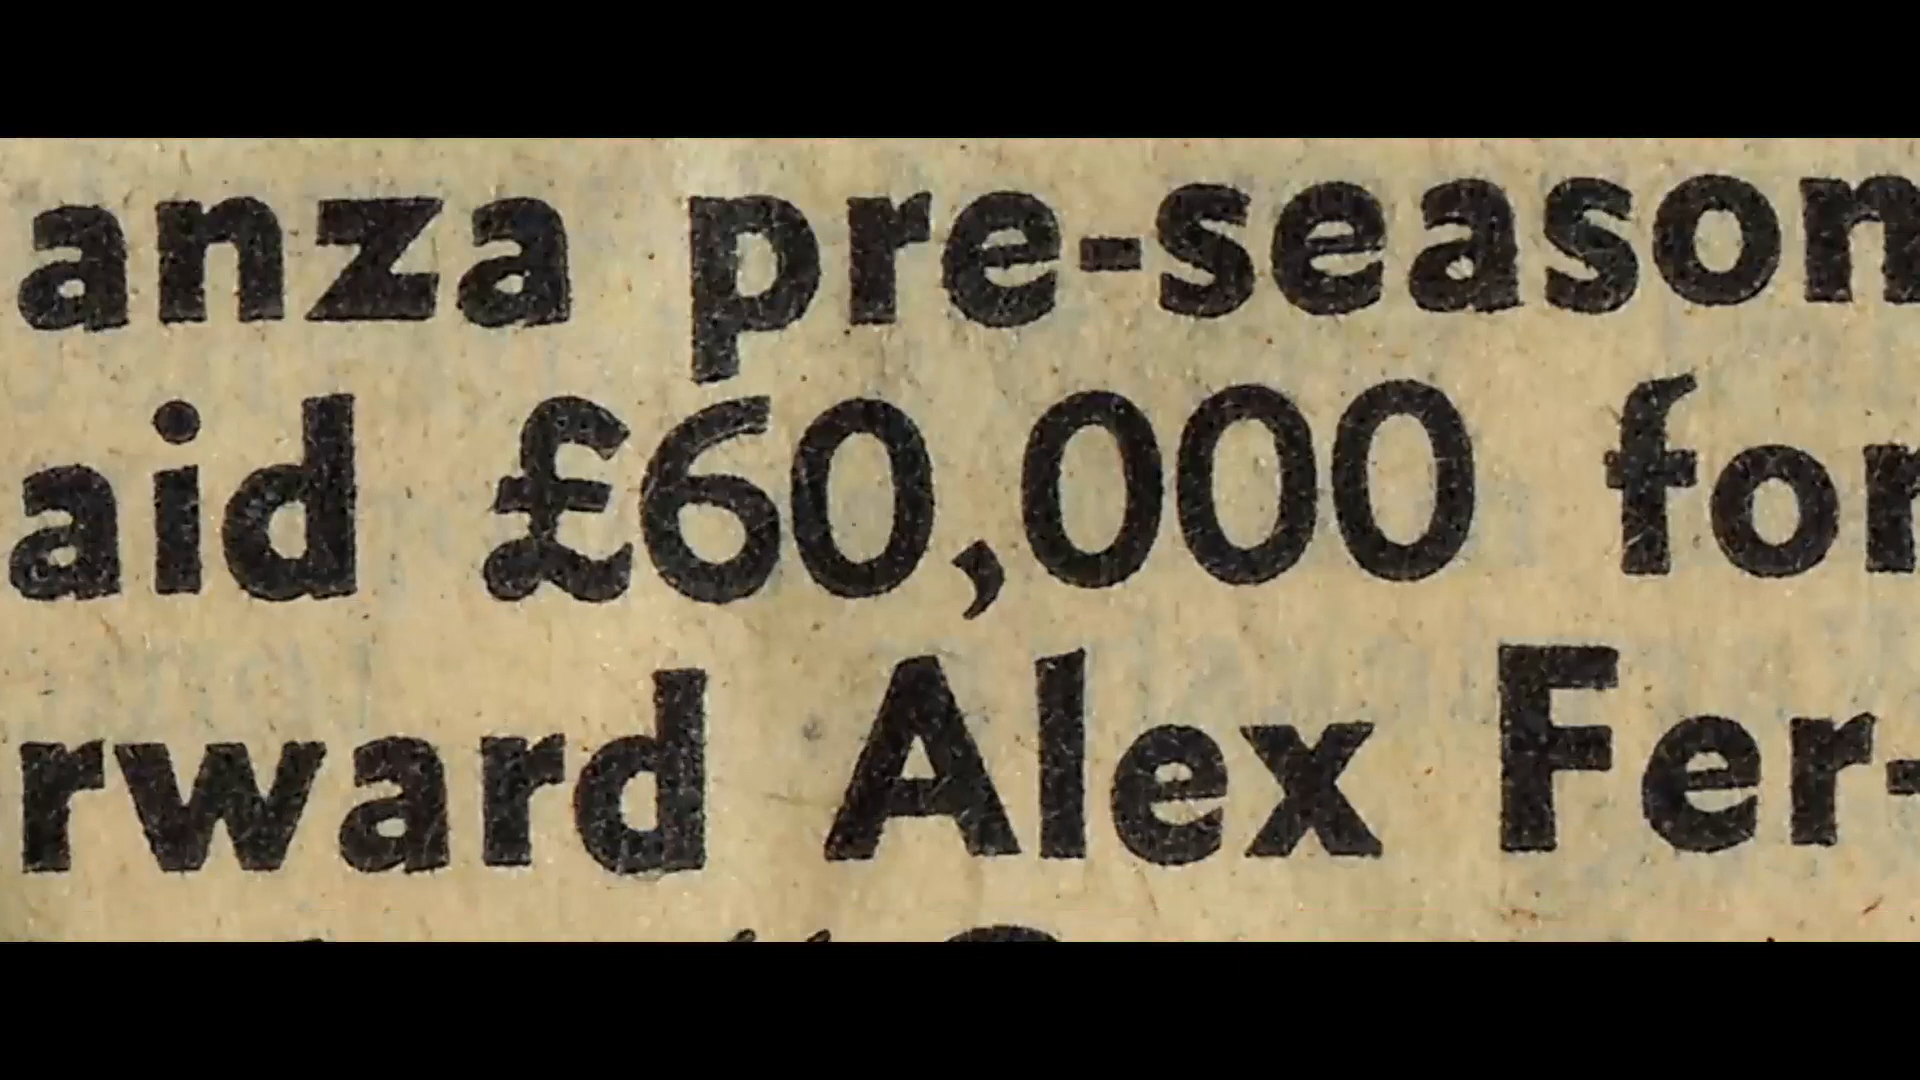 anza pre-season
aid £60,000 for
rward Alex Fer-